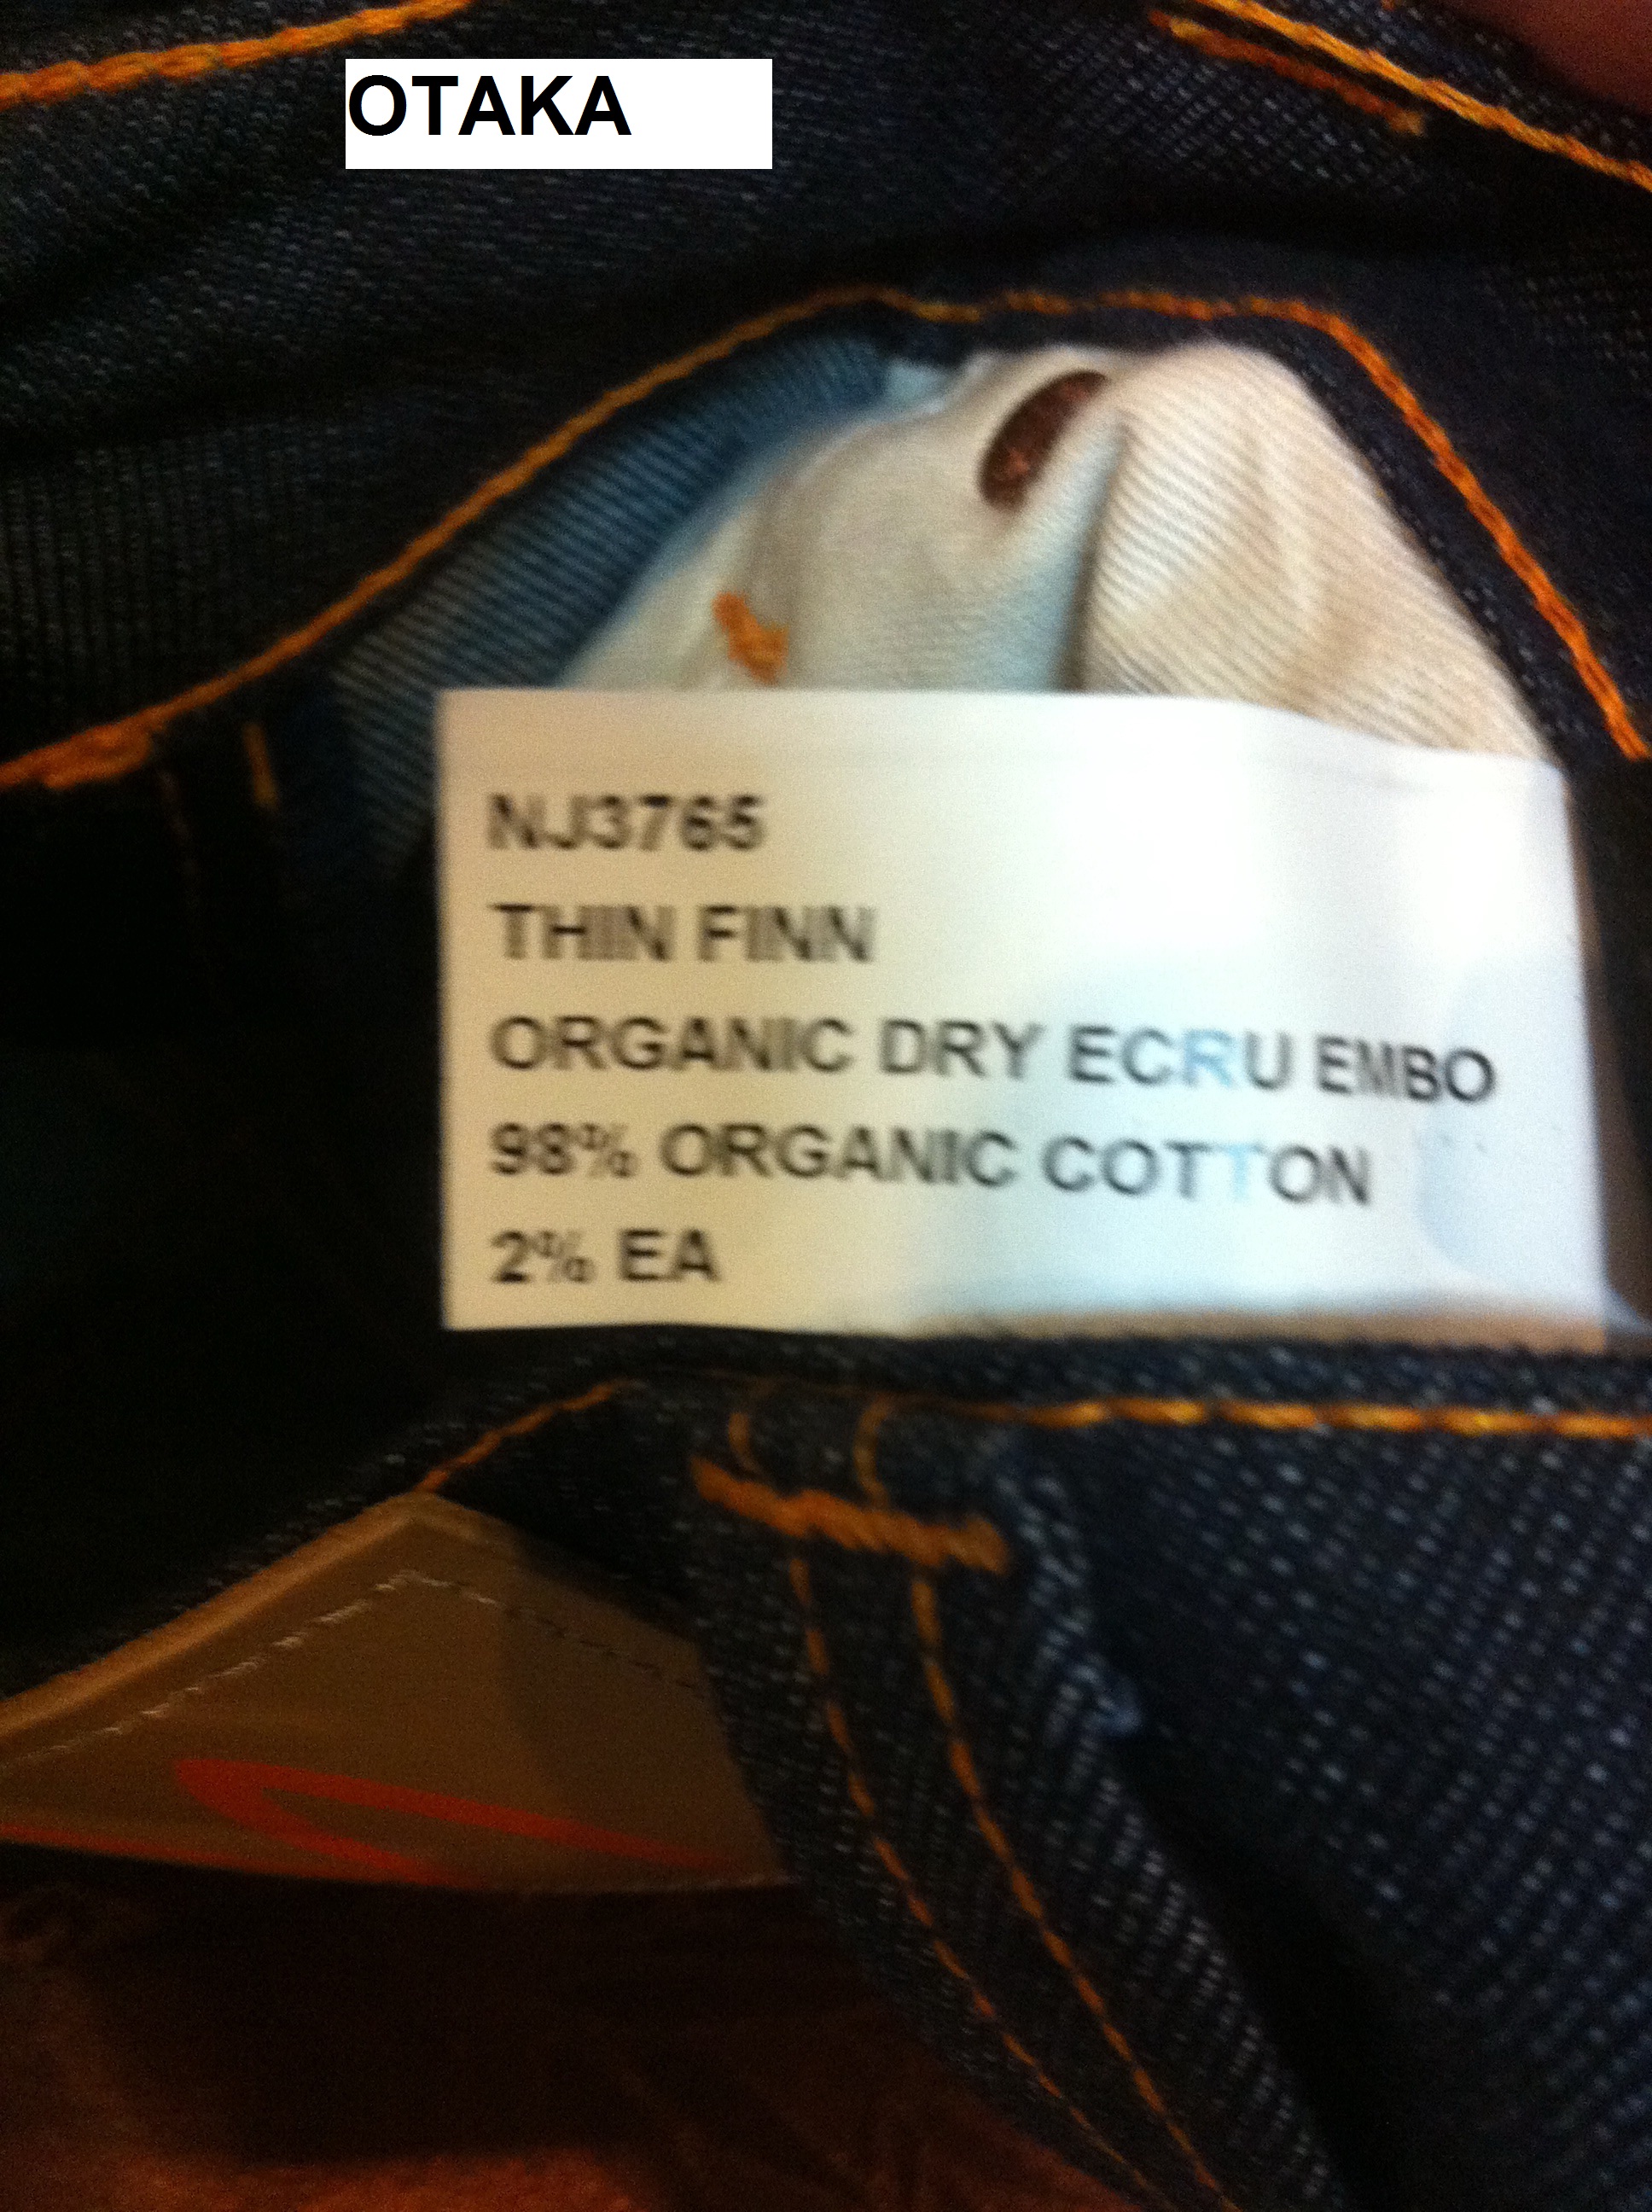 OTAKA
NJ3765
THIN FINN
ORGANIC DRY ECRU EMBO
98% ORGANIC COTTON
2% EA